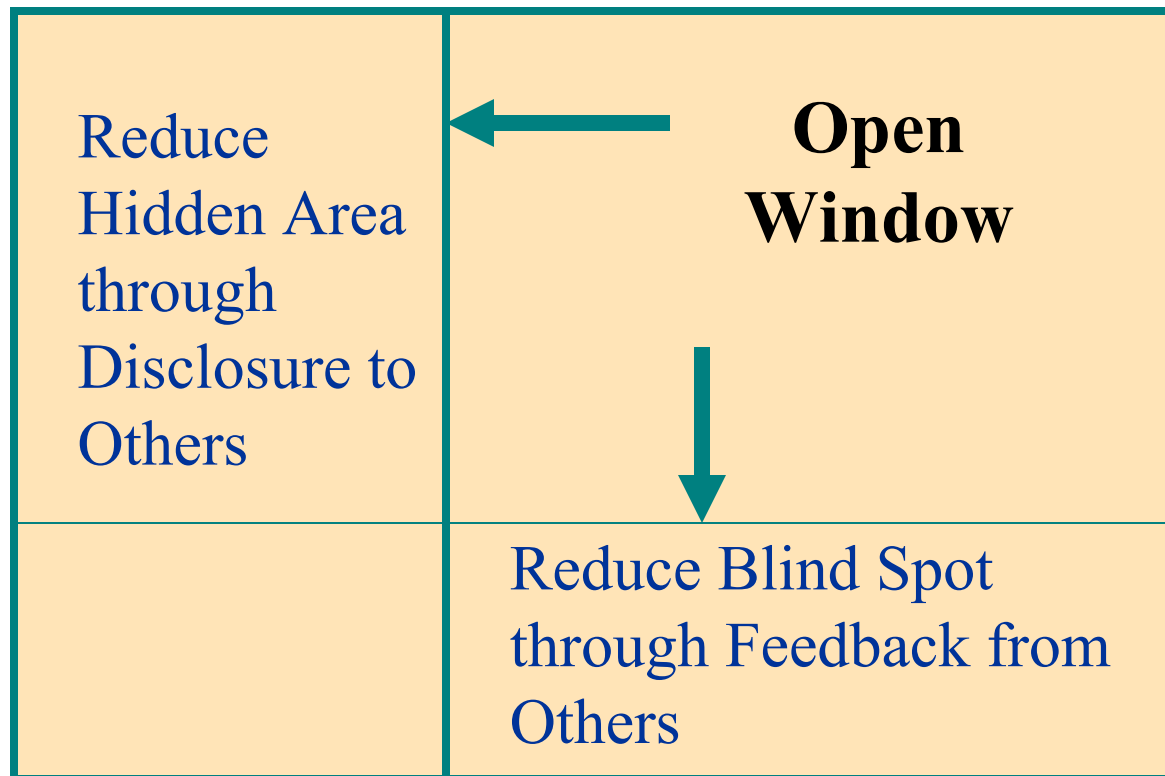 Reduce
Hidden Area
through
Disclosure to
Others
Open
Window
Reduce Blind Spot
through Feedback from
Others